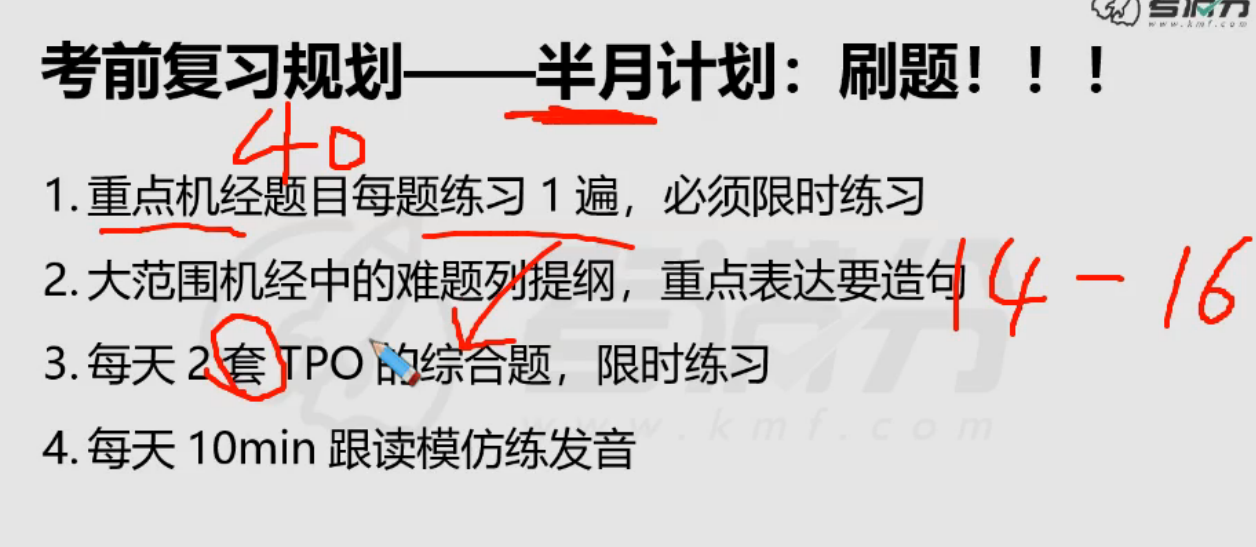 考满分
www.kmf.com
考前复习规划——半月计划：刷题！！！
40
1. 重点机经题目每题练习 1 遍，必须限时练习
2. 大范围机经中的难题列提纲，重点表达要造句
14-16
3. 每天 2 套 TPO 的综合题，限时练习
考满分
www.kmf.com
4. 每天 10min 跟读模仿练发音